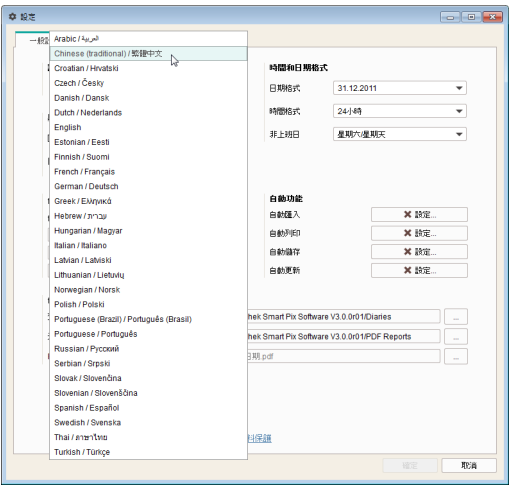 設定
Arabic / العربية
Chinese (traditional) / 繁體中文
Croatian / Hrvatski
Czech / Česky
Danish / Dansk
Dutch / Nederlands
English
Estonian / Eesti
Finnish / Suomi
French / Français
German / Deutsch
Greek / Ελληνικά
Hebrew / עברית
Hungarian / Magyar
Italian / Italiano
Latvian / Latviski
Lithuanian / Lietuvių
Norwegian / Norsk
Polish / Polski
Portuguese (Brazil) / Português (Brasil)
Portuguese / Português
Russian / Русский
Serbian / Srpski
Slovak / Slovenčina
Slovenian / Slovenščina
Spanish / Español
Swedish / Svenska
Thai / ภาษาไทย
Turkish / Türkçe
時間和日期格式
日期格式 31.12.2011
時間格式 24小時
非上班日 星期六/星期天
自動功能
自動匯入 設定...
自動列印 設定...
自動儲存 設定...
自動更新 設定...
hek Smart Pix Software V3.0.0r01/Diaries ...
hek Smart Pix Software V3.0.0r01/PDF Reports ...
日期.pdf ...
料保護
確定 取消